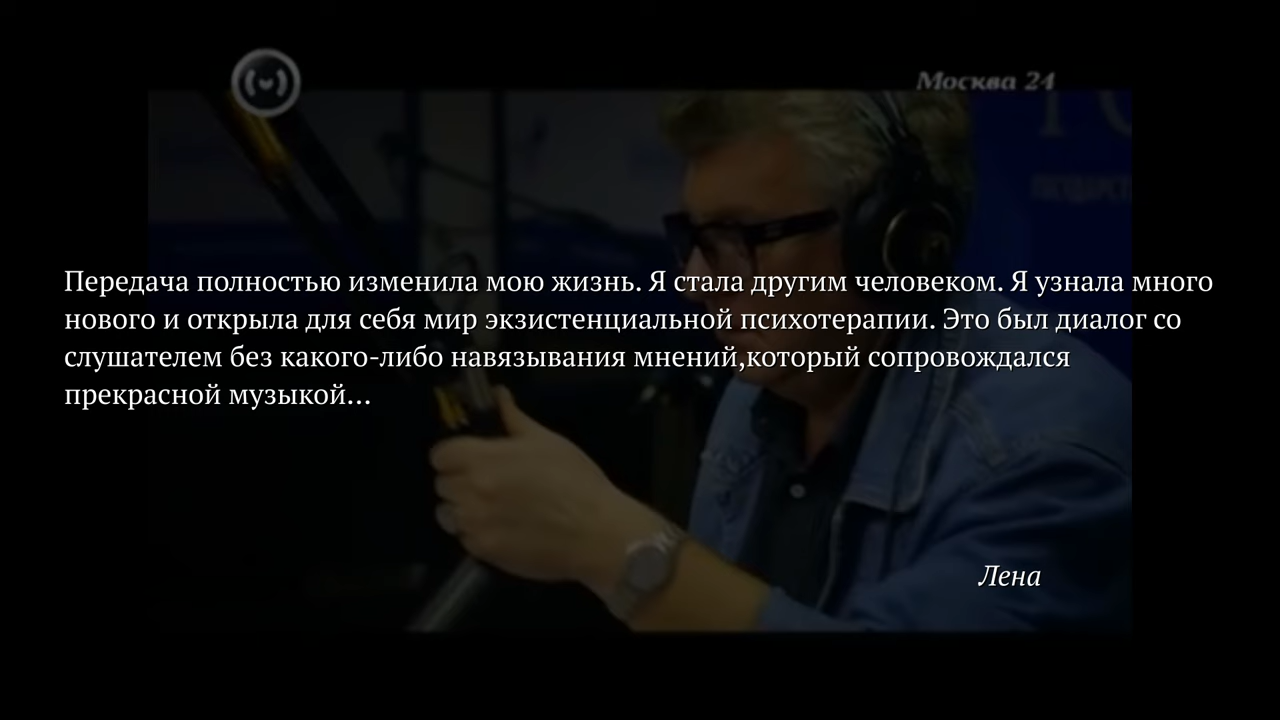 Москва 24
Передача полностью изменила мою жизнь. Я стала другим человеком. Я узнала много
нового и открыла для себя мир экзистенциальной психотерапии. Это был диалог со
слушателем без какого-либо навязывания мнений,который сопровождался
прекрасной музыкой...
Лена